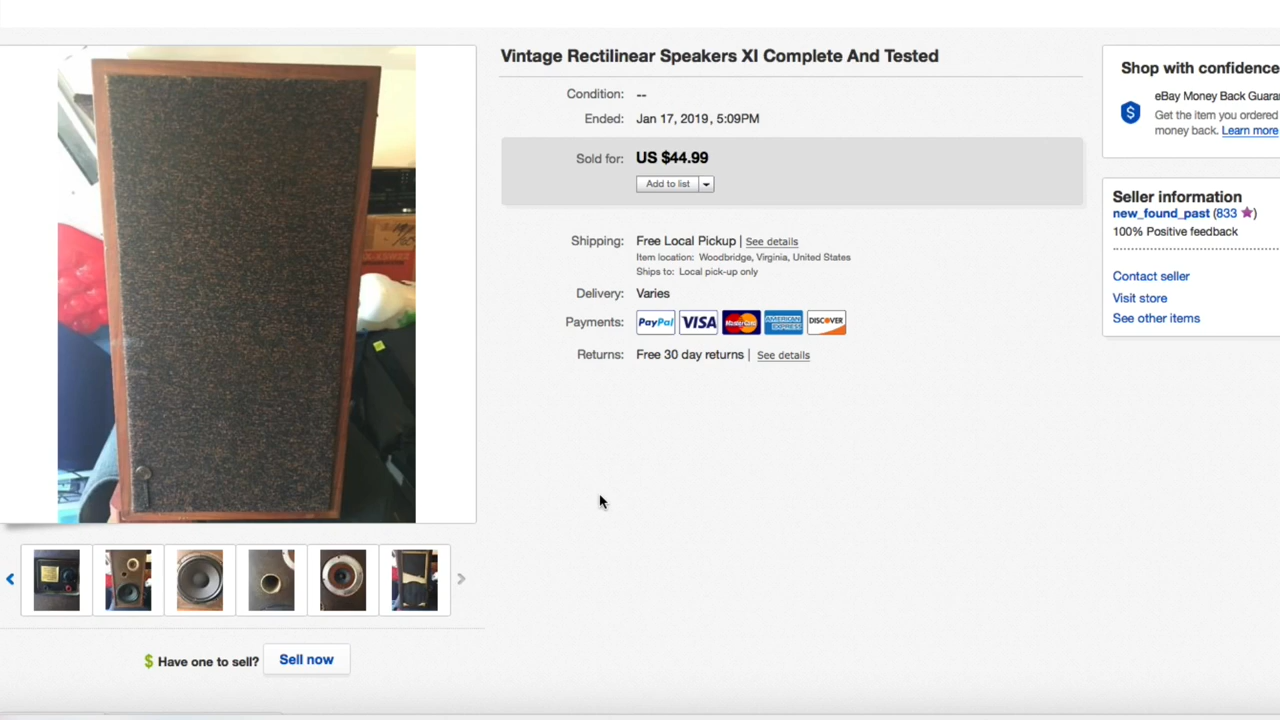 Vintage Rectilinear Speakers XI Complete And Tested
Condition: --
Ended: Jan 17, 2019, 5:09PM
Sold for: US $44.99
Add to list
Shipping: Free Local Pickup | See details
Item location: Woodbridge, Virginia, United States
Ships to: Local pick-up only
Delivery: Varies
Payments: PayPal VISA MasterCard AMERICAN EXPRESS DISCOVER
Returns: Free 30 day returns | See details
$ Have one to sell? Sell now
Shop with confidence
$ eBay Money Back Guara
Get the item you ordered
money back. Learn more
Seller information
new_found_past (833)
100% Positive feedback
Contact seller
Visit store
See other items